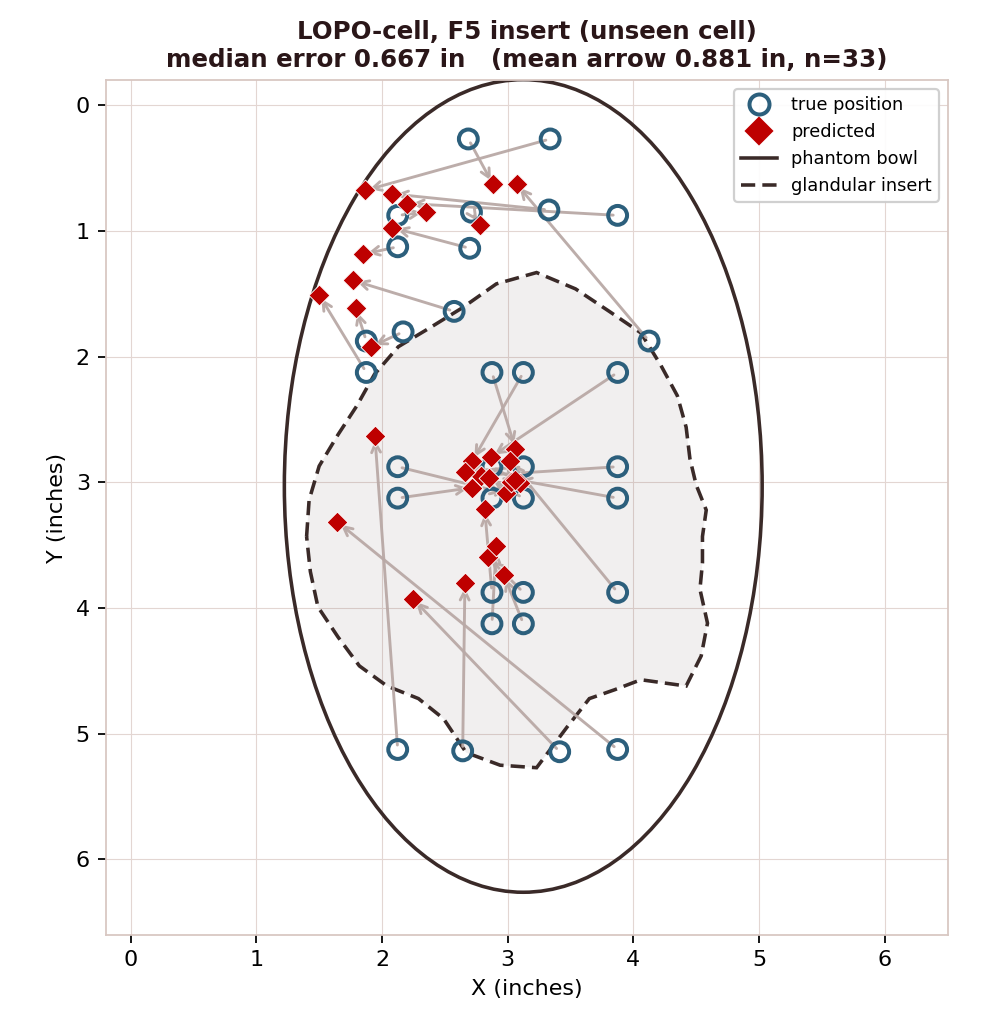 LOPO-cell, F5 insert (unseen cell)
median error 0.667 in (mean arrow 0.881 in, n=33)
true position
predicted
phantom bowl
glandular insert
Y (inches)
0
1
2
3
4
5
6
0 1 2 3 4 5 6
X (inches)